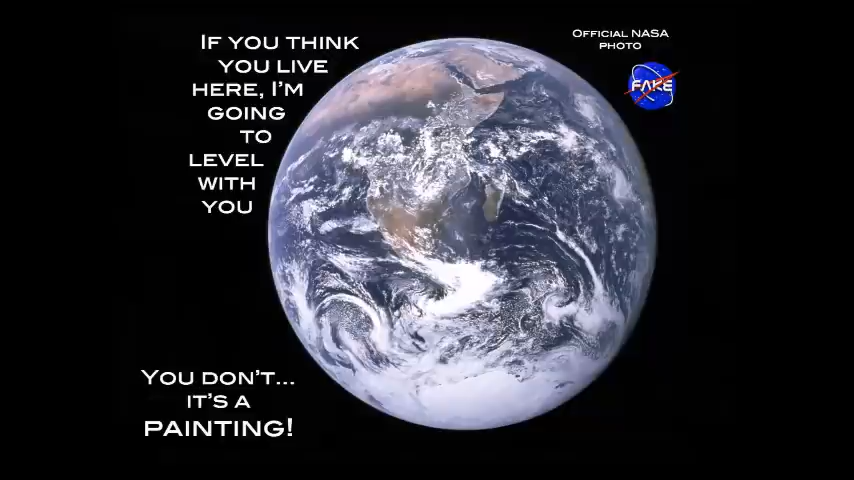 If you think
you live
here, I'm
going
to
level
with
you
Official NASA
photo
FAKE
You don't...
it's a
painting!